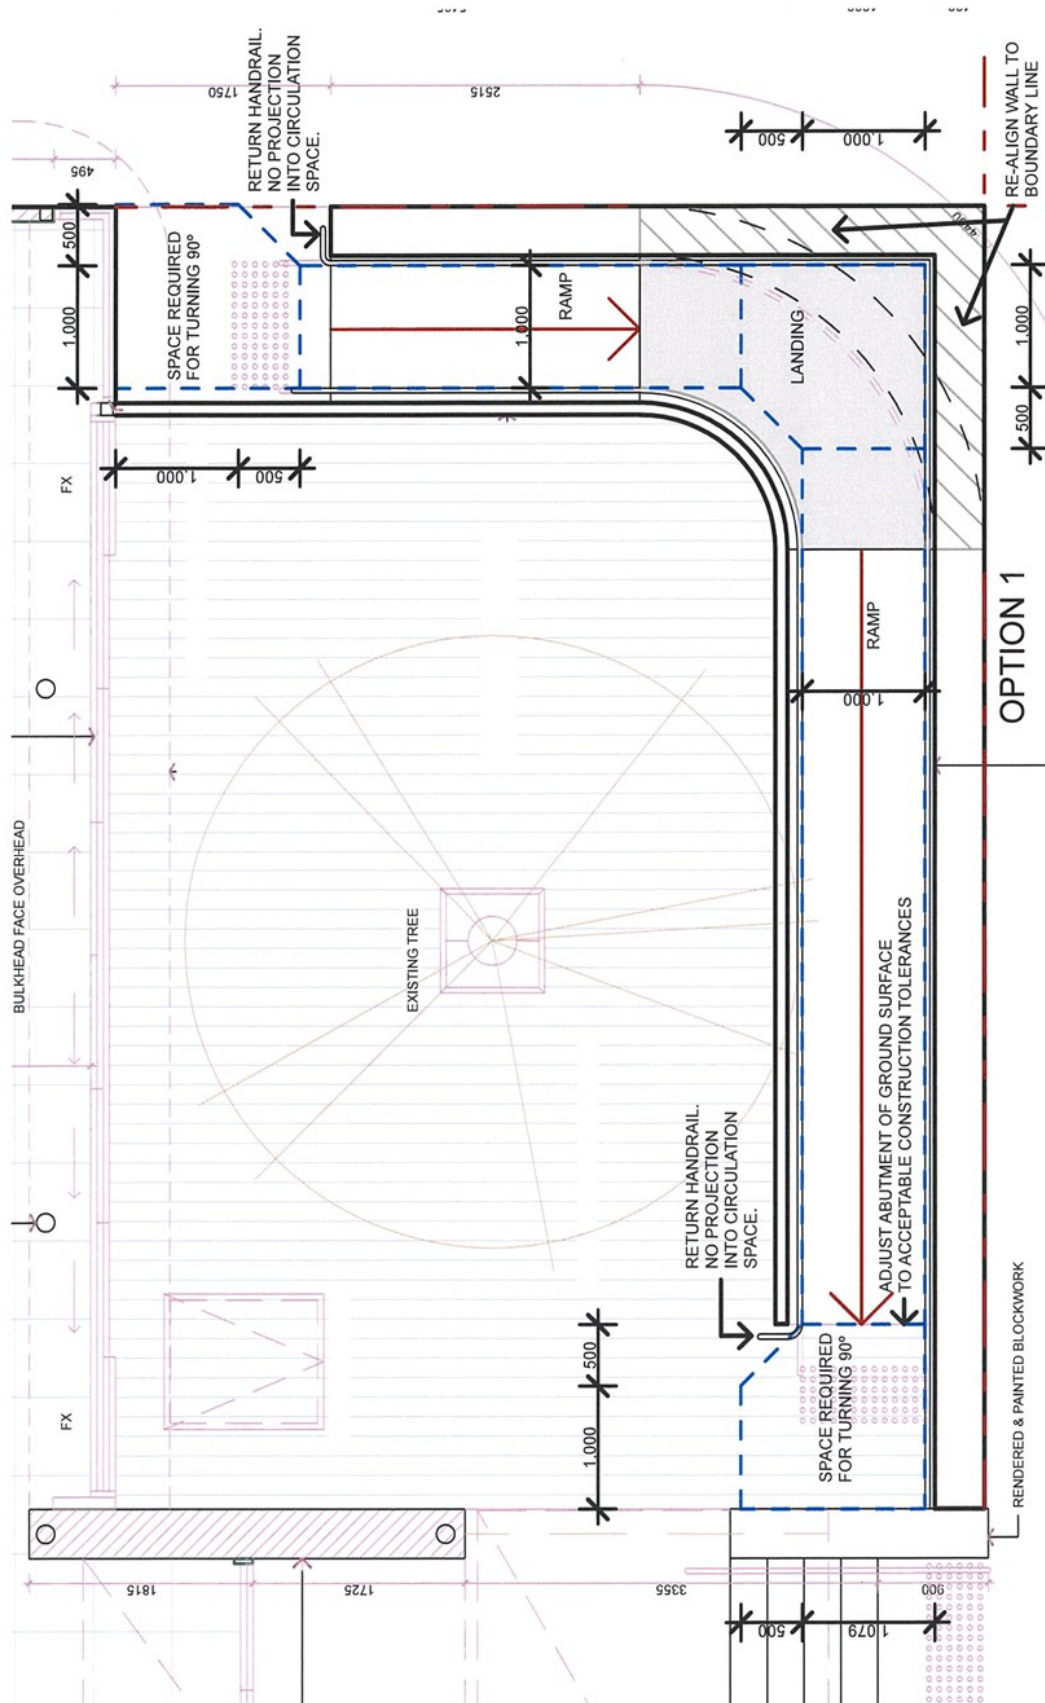 5105
1000
100
1750
2515
495
RETURN HANDRAIL.
NO PROJECTION
INTO CIRCULATION
SPACE.
500
1,000
RE-ALIGN WALL TO
BOUNDARY LINE
500
1,000
SPACE REQUIRED
FOR TURNING 90°
1,000
RAMP
4490
LANDING
1,000
500
FX
1,000
500
RAMP
1,000
OPTION 1
BULKHEAD FACE OVERHEAD
EXISTING TREE
ADJUST ABUTMENT OF GROUND SURFACE
TO ACCEPTABLE CONSTRUCTION TOLERANCES
RETURN HANDRAIL.
NO PROJECTION
INTO CIRCULATION
SPACE.
FX
500
1,000
SPACE REQUIRED
FOR TURNING 90°
RENDERED & PAINTED BLOCKWORK
1815
1725
3355
900
500
1,079